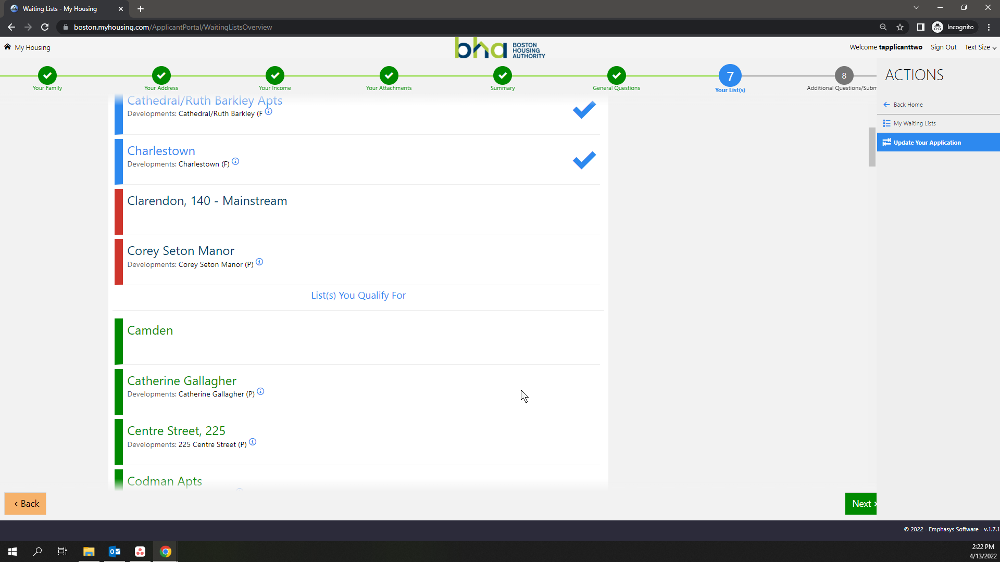 Waiting Lists - My Housing
boston.myhousing.com/ApplicantPortal/WaitingListsOverview
Incognito
My Housing
bha BOSTON
HOUSING
AUTHORITY
Welcome tapplicanttwo Sign Out Text Size
Your Family
Your Address
Your Income
Your Attachments
Summary
General Questions
7
Your List(s)
8
Additional Questions/Subm
ACTIONS
Back Home
My Waiting Lists
Update Your Application
Cathedral/Ruth Barkley Apts
Developments: Cathedral/Ruth Barkley (F
Charlestown
Developments: Charlestown (F)
Clarendon, 140 - Mainstream
Corey Seton Manor
Developments: Corey Seton Manor (P)
List(s) You Qualify For
Camden
Catherine Gallagher
Developments: Catherine Gallagher (P)
Centre Street, 225
Developments: 225 Centre Street (P)
Codman Apts
‹ Back
Next ›
© 2022 - Emphasys Software - v.1.7.1
2:22 PM
4/13/2022